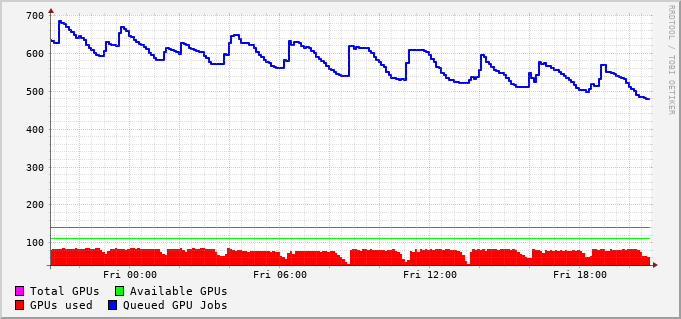 700
600
500
400
300
200
100
Fri 00:00 Fri 06:00 Fri 12:00 Fri 18:00
Total GPUs Available GPUs
GPUs used Queued GPU Jobs
RRDTOOL / TOBI OETIKER